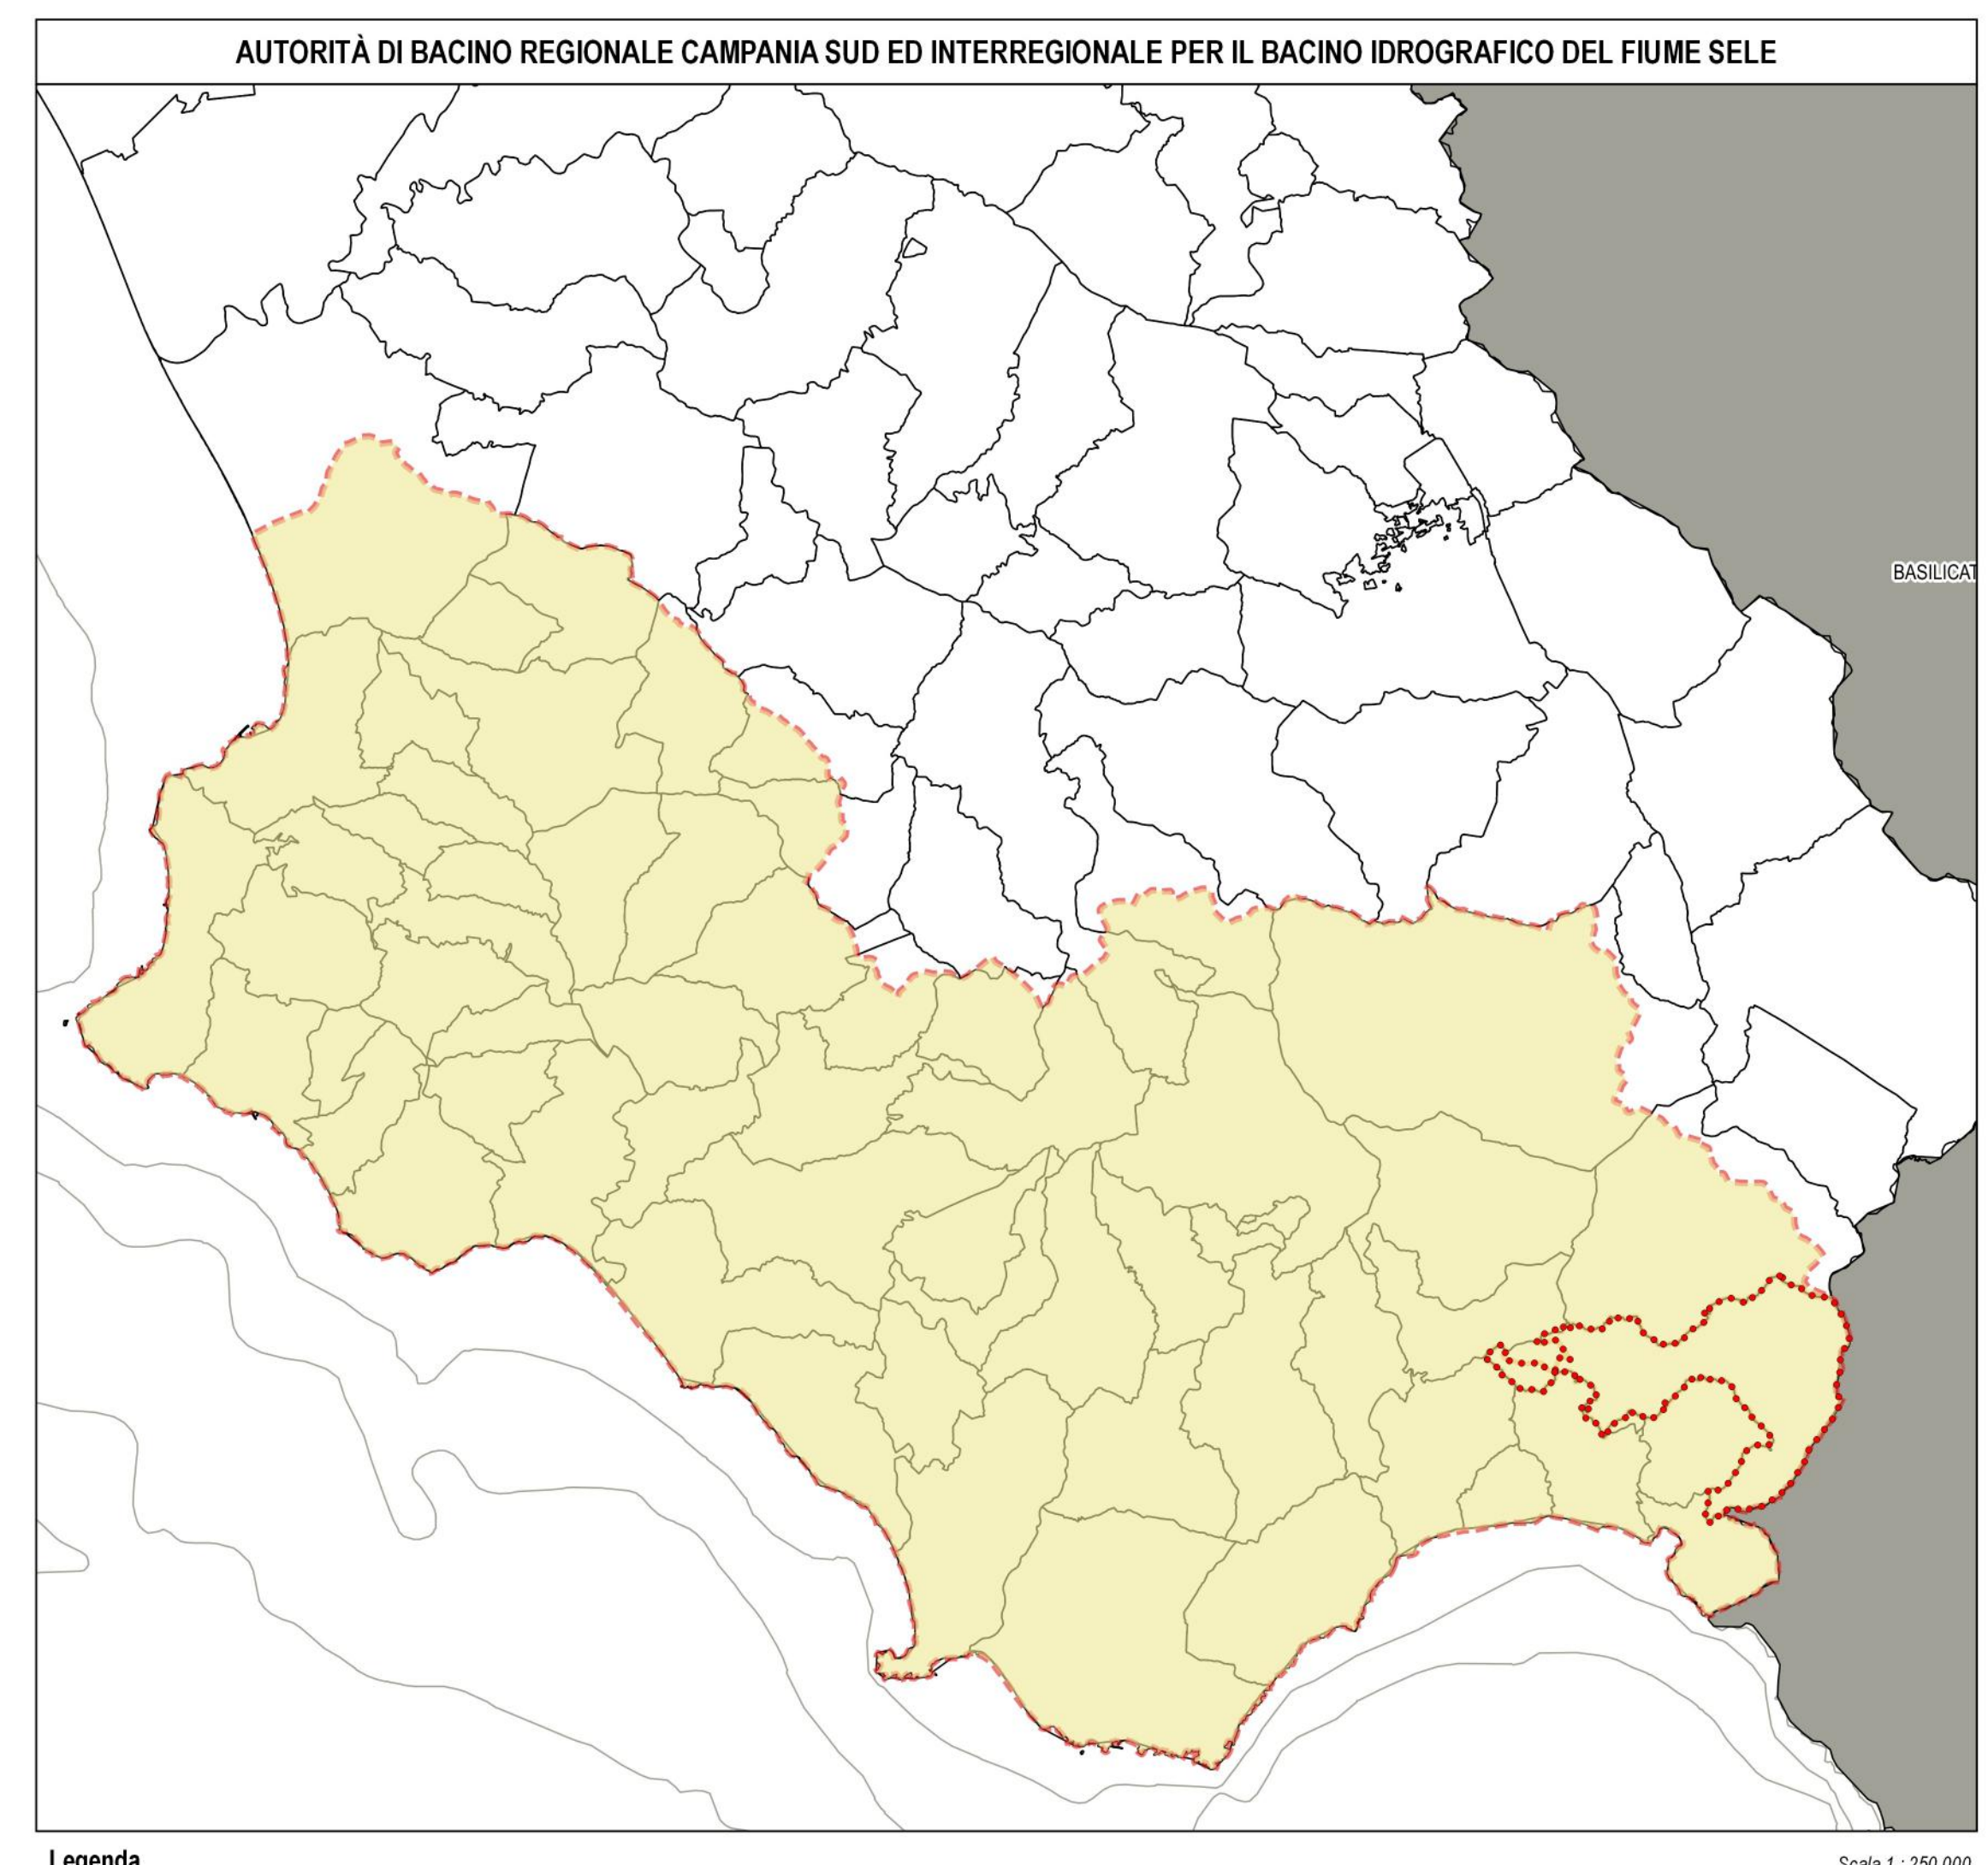 AUTORITÀ DI BACINO REGIONALE CAMPANIA SUD ED INTERREGIONALE PER IL BACINO IDROGRAFICO DEL FIUME SELE
BASILICAT
Legenda
Scala 1 : 250.000